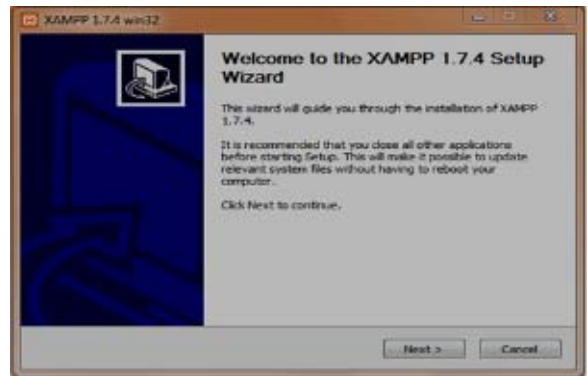 XAMPP 1.7.4 win32
Welcome to the XAMPP 1.7.4 Setup
Wizard
This wizard will guide you through the installation of XAMPP
1.7.4.
It is recommended that you close all other applications
before starting Setup. This will make it possible to update
relevant system files without having to reboot your
computer.
Click Next to continue.
Next >
Cancel